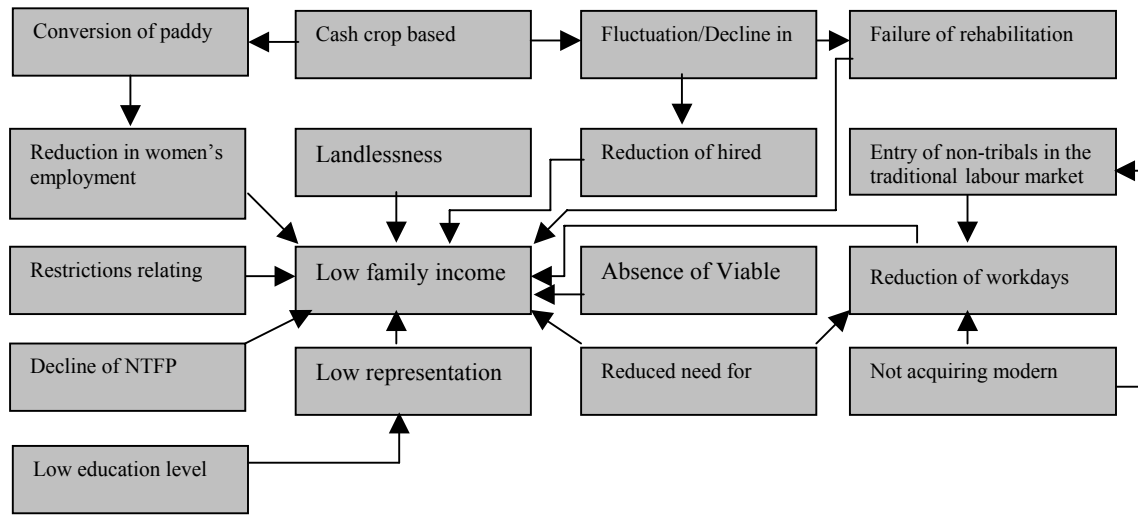 Conversion of paddy
Cash crop based
Fluctuation/Decline in
Failure of rehabilitation
Reduction in women’s
employment
Landlessness
Reduction of hired
Entry of non-tribals in the
traditional labour market
Restrictions relating
Low family income
Absence of Viable
Reduction of workdays
Decline of NTFP
Low representation
Reduced need for
Not acquiring modern
Low education level